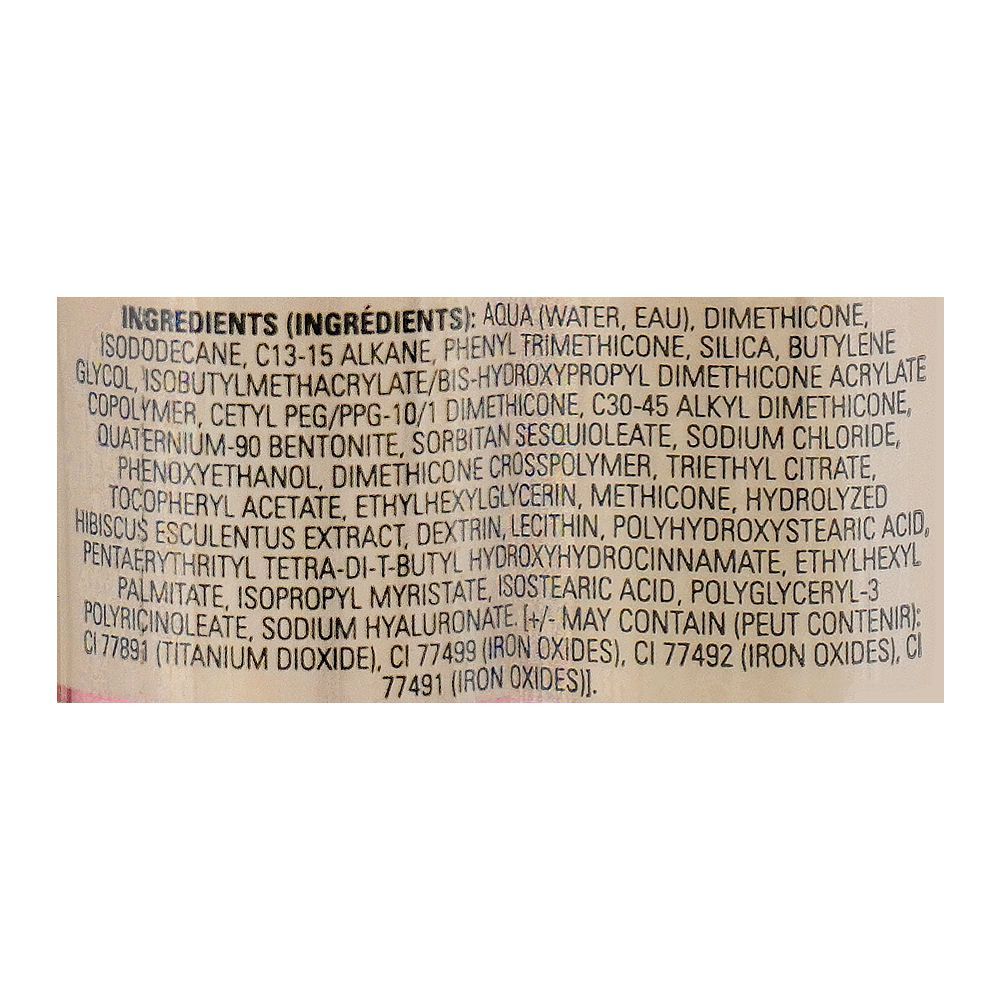 INGREDIENTS (INGRÉDIENTS): AQUA (WATER, EAU), DIMETHICONE,
ISODODECANE, C13-15 ALKANE, PHENYL TRIMETHICONE, SILICA, BUTYLENE
GLYCOL, ISOBUTYLMETHACRYLATE/BIS-HYDROXYPROPYL DIMETHICONE ACRYLATE
COPOLYMER, CETYL PEG/PPG-10/1 DIMETHICONE, C30-45 ALKYL DIMETHICONE,
QUATERNIUM-90 BENTONITE, SORBITAN SESQUIOLEATE, SODIUM CHLORIDE,
PHENOXYETHANOL, DIMETHICONE CROSSPOLYMER, TRIETHYL CITRATE,
TOCOPHERYL ACETATE, ETHYLHEXYLGLYCERIN, METHICONE, HYDROLYZED
HIBISCUS ESCULENTUS EXTRACT, DEXTRIN, LECITHIN, POLYHYDROXYSTEARIC ACID,
PENTAERYTHRITYL TETRA-DI-T-BUTYL HYDROXYHYDROCINNAMATE, ETHYLHEXYL
PALMITATE, ISOPROPYL MYRISTATE, ISOSTEARIC ACID, POLYGLYCERYL-3
POLYRICINOLEATE, SODIUM HYALURONATE. [+/- MAY CONTAIN (PEUT CONTENIR):
CI 77891 (TITANIUM DIOXIDE), CI 77499 (IRON OXIDES), CI 77492 (IRON OXIDES), CI
77491 (IRON OXIDES)].